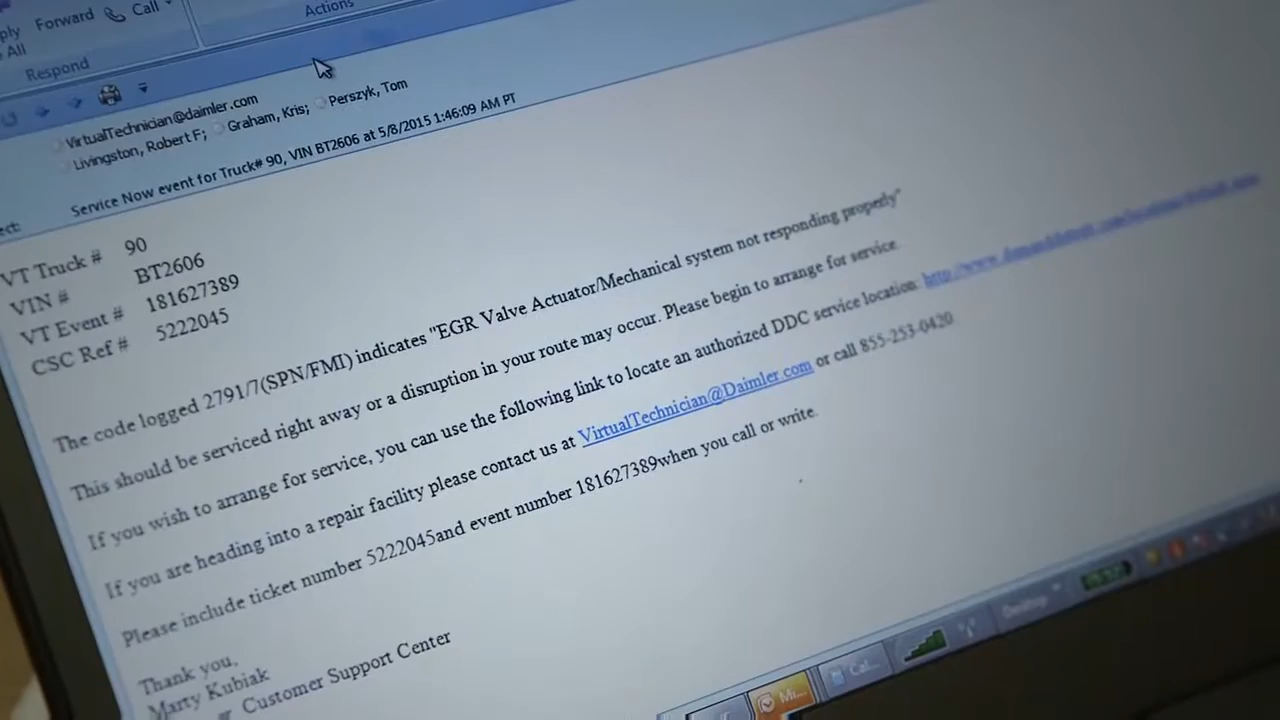 Forward
Call
All
Actions
Respond
VirtualTechnician@daimler.com
Livingston, Robert F; Graham, Kris; Perszyk, Tom
Service Now event for Truck# 90, VIN BT2606 at 5/8/2015 1:46:09 AM PT
VT Truck # 90
VIN # BT2606
VT Event # 181627389
CSC Ref # 5222045
The code logged 2791/7(SPN/FMI) indicates "EGR Valve Actuator/Mechanical system not responding properly"
This should be serviced right away or a disruption in your route may occur. Please begin to arrange for service.
If you wish to arrange for service, you can use the following link to locate an authorized DDC service location:
If you are heading into a repair facility please contact us at VirtualTechnician@Daimler.com or call 855-253-0420
Please include ticket number 5222045and event number 181627389when you call or write.
Thank you,
Marty Kubiak
Customer Support Center
Desktop